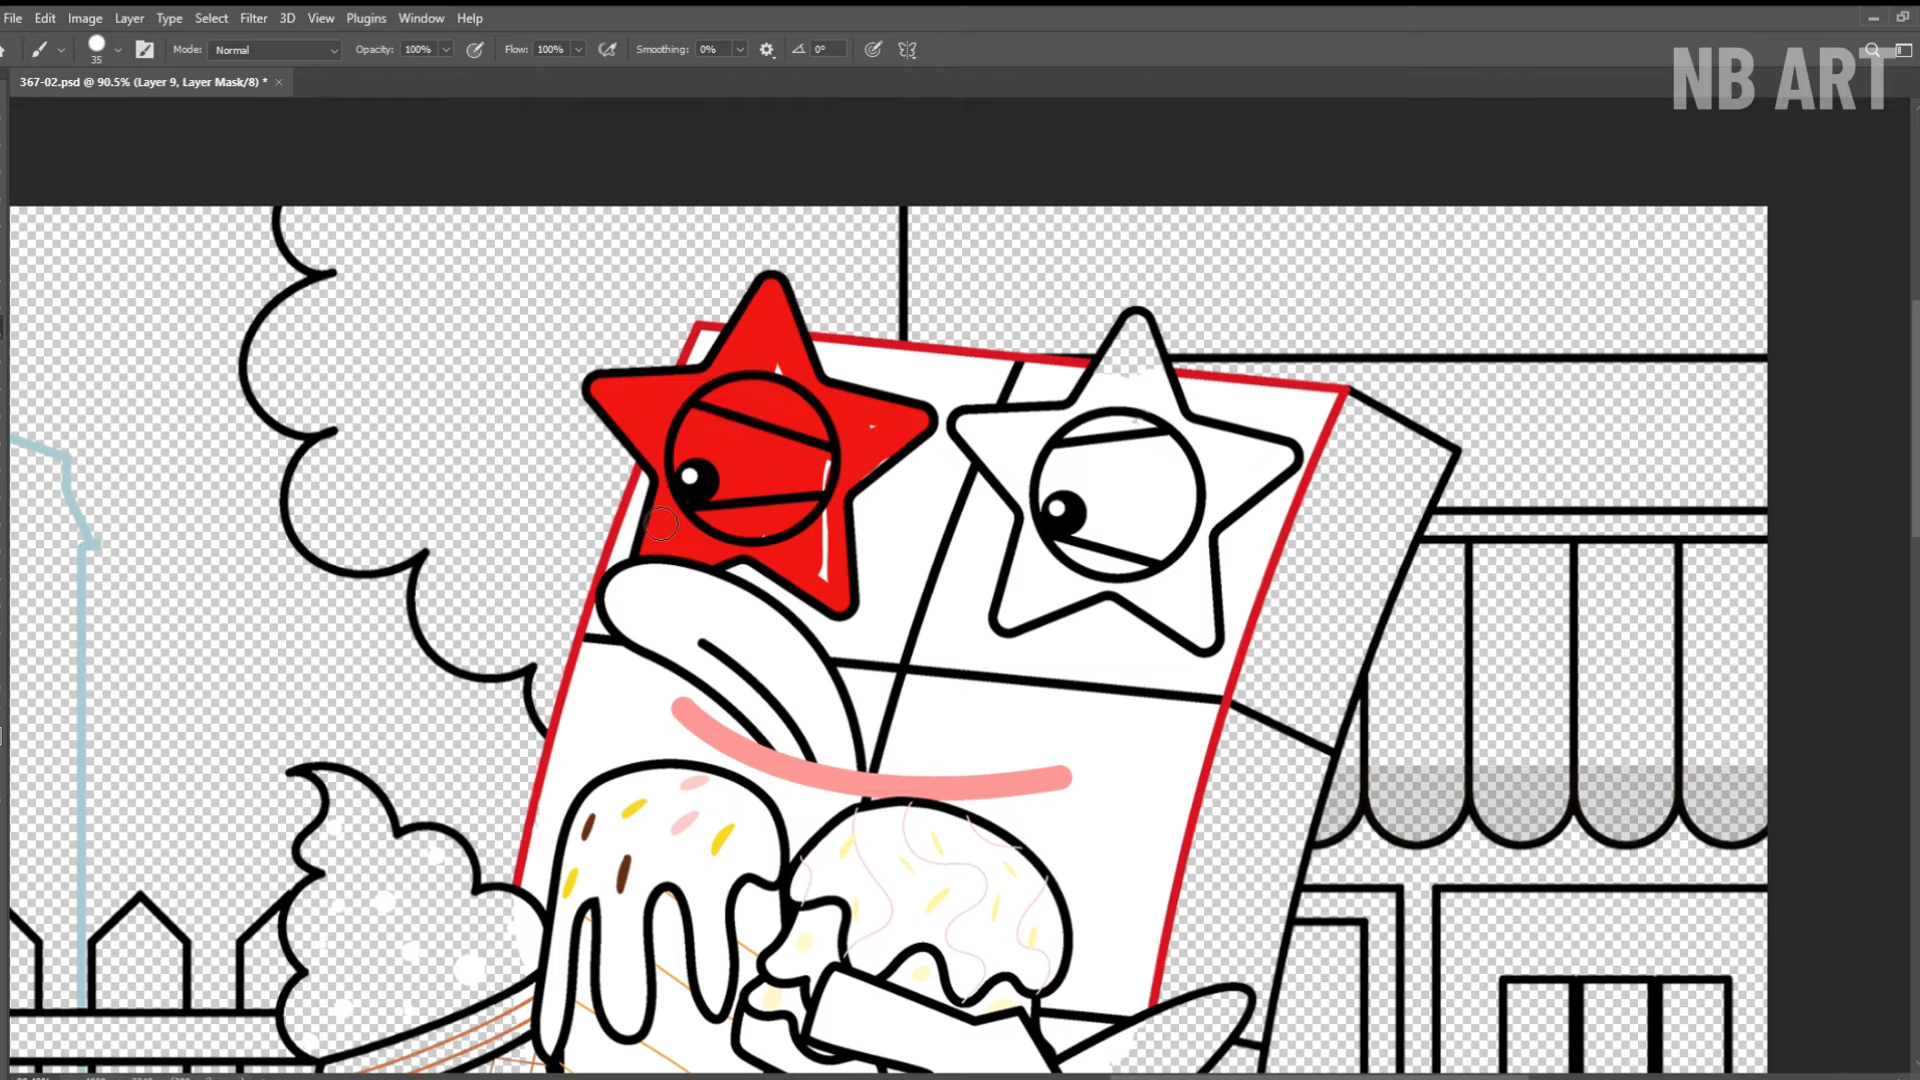 File Edit Image Layer Type Select Filter 3D View Plugins Window Help
35 Mode: Normal Opacity: 100% Flow: 100% Smoothing: 0% 0°
NB ART
367-02.psd @ 90.5% (Layer 9, Layer Mask/8) * ×